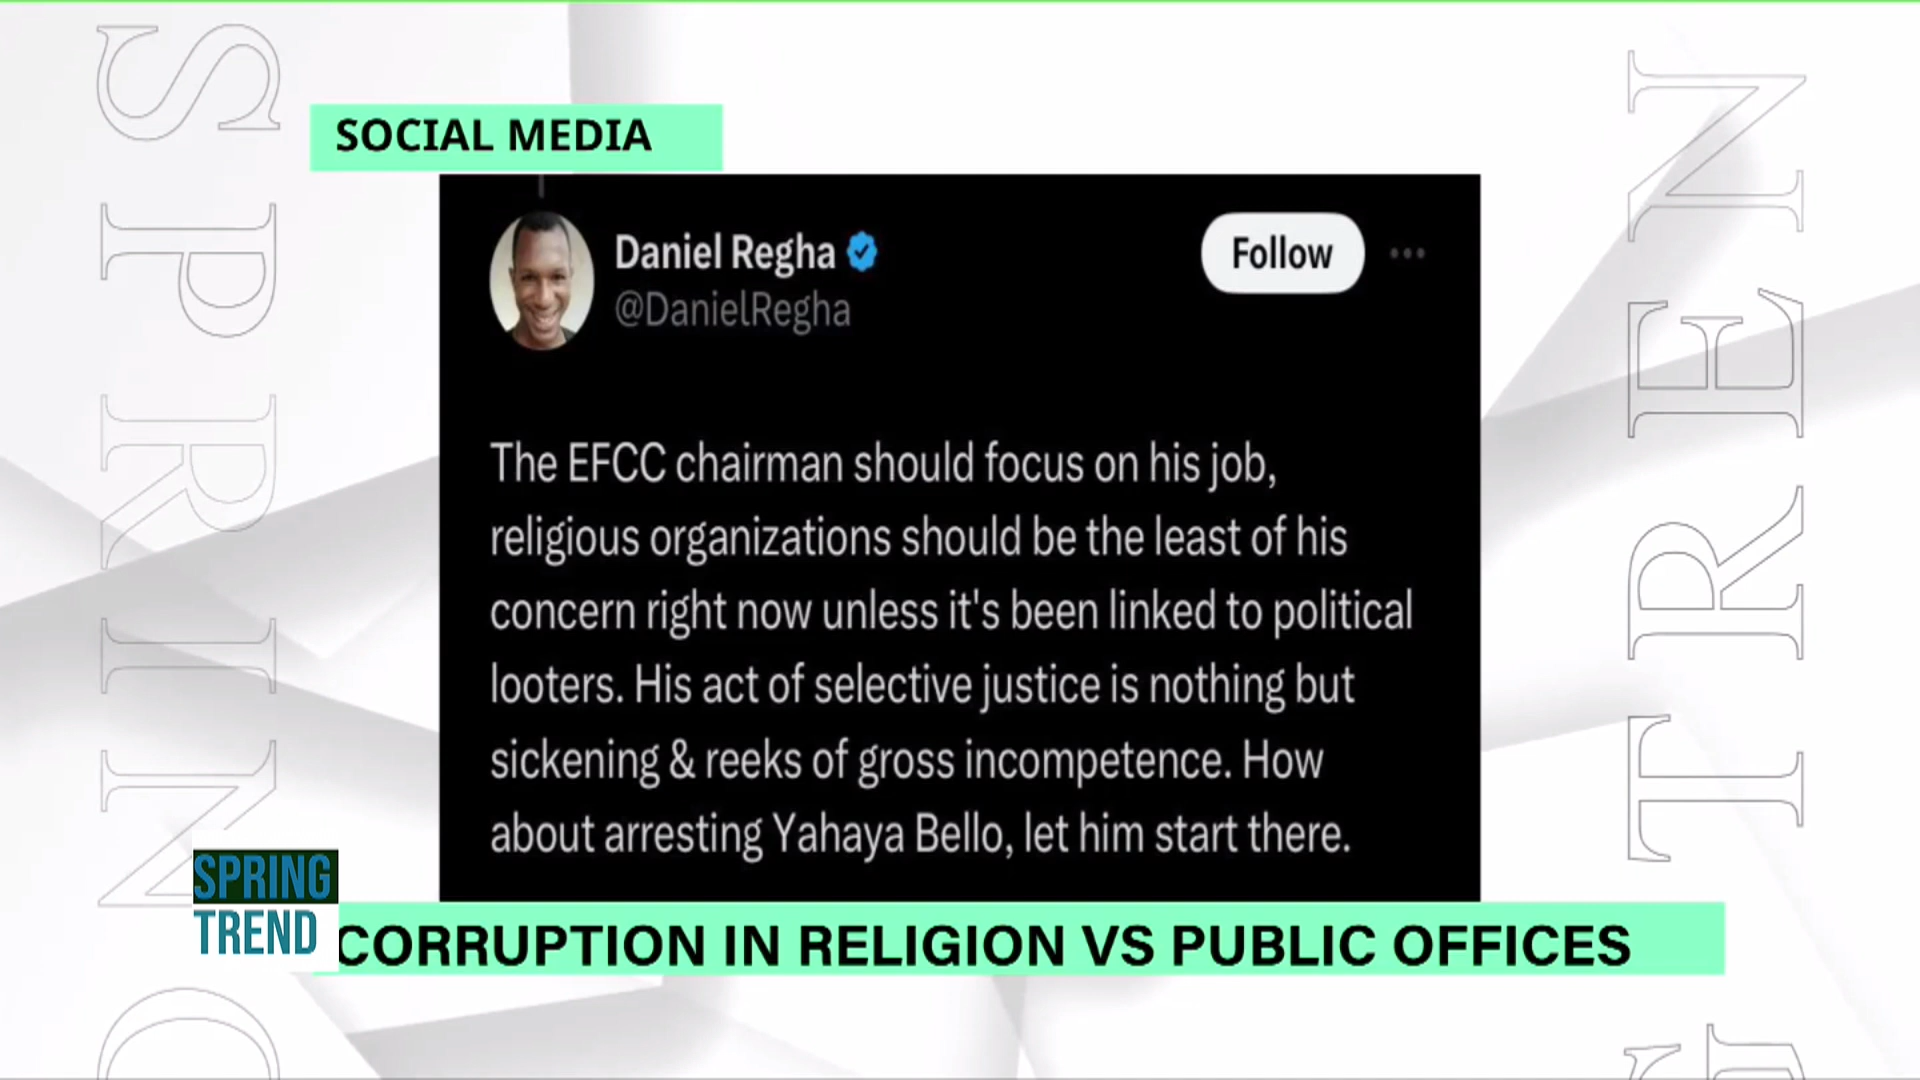 SOCIAL MEDIA
Daniel Regha
@DanielRegha
Follow
The EFCC chairman should focus on his job,
religious organizations should be the least of his
concern right now unless it's been linked to political
looters. His act of selective justice is nothing but
sickening & reeks of gross incompetence. How
about arresting Yahaya Bello, let him start there.
SPRING
TREND
CORRUPTION IN RELIGION VS PUBLIC OFFICES
SPRING
TREN